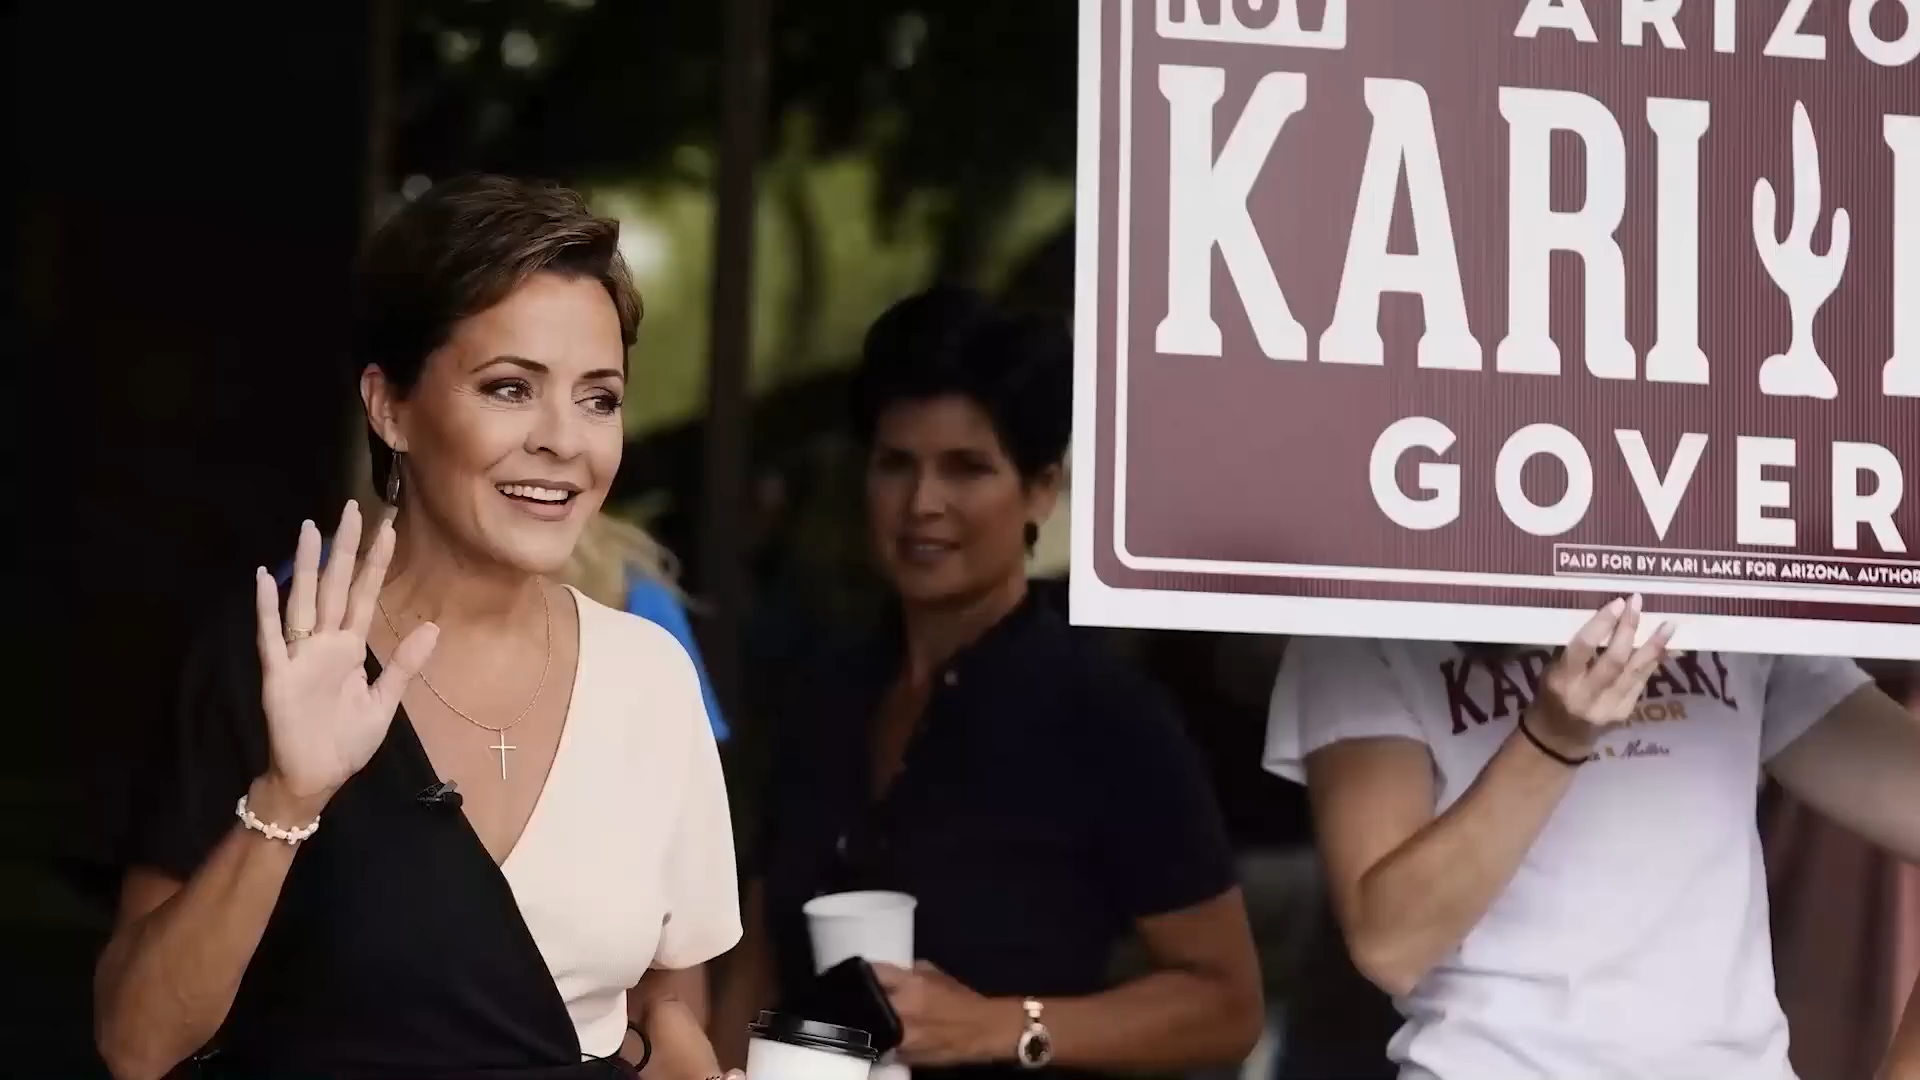 NOV
ARIZO
KARI
GOVER
PAID FOR BY KARI LAKE FOR ARIZONA. AUTHOR